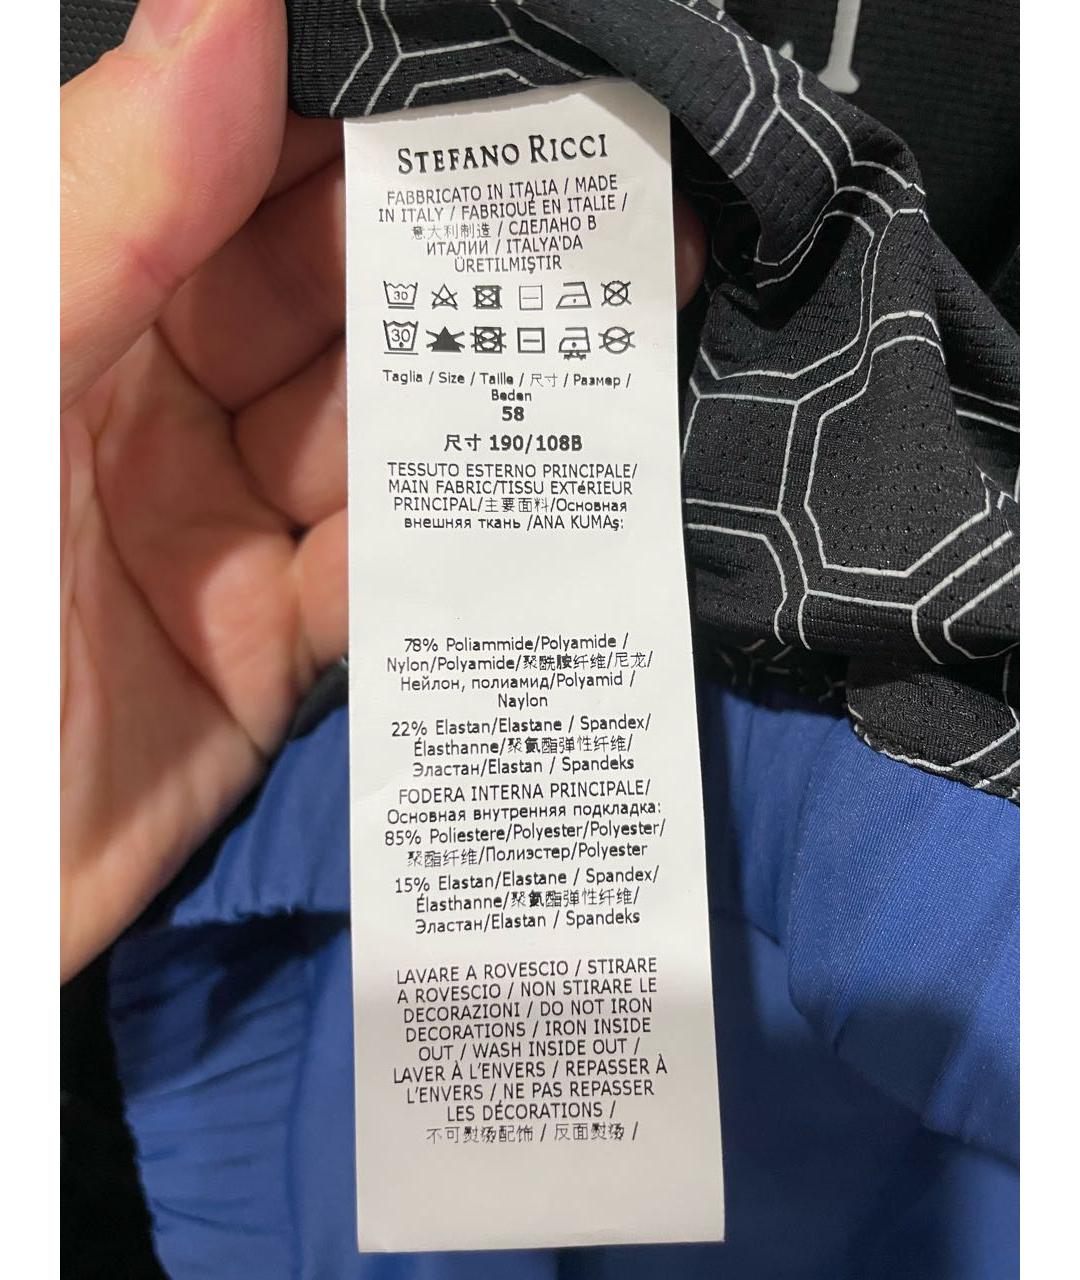 STEFANO RICCI
FABBRICATO IN ITALIA / MADE
IN ITALY / FABRIQUÉ EN ITALIE /
意大利制造 / СДЕЛАНО В
ИТАЛИИ / ITALYA'DA
ÜRETILMIŞTIR
30
30
Taglia / Size / Taille / 尺寸 / Размер /
Beden
58
尺寸 190/108B
TESSUTO ESTERNO PRINCIPALE/
MAIN FABRIC/TISSU EXTéRIEUR
PRINCIPAL/主要面料/Основная
внешняя ткань /ANA KUMAş:
78% Poliammide/Polyamide /
Nylon/Polyamide/聚酰胺纤维/尼龙/
Нейлон, полиамид/Polyamid /
Naylon
22% Elastan/Elastane / Spandex/
Élasthanne/聚氨酯弹性纤维/
Эластан/Elastan / Spandeks
FODERA INTERNA PRINCIPALE/
Основная внутренняя подкладка:
85% Poliestere/Polyester/Polyester/
聚酯纤维/Полиэстер/Polyester
15% Elastan/Elastane / Spandex/
Élasthanne/聚氨酯弹性纤维/
Эластан/Elastan / Spandeks
LAVARE A ROVESCIO / STIRARE
A ROVESCIO / NON STIRARE LE
DECORAZIONI / DO NOT IRON
DECORATIONS / IRON INSIDE
OUT / WASH INSIDE OUT /
LAVER À L'ENVERS / REPASSER À
L'ENVERS / NE PAS REPASSER
LES DÉCORATIONS /
不可熨烫配饰 / 反面熨烫 /